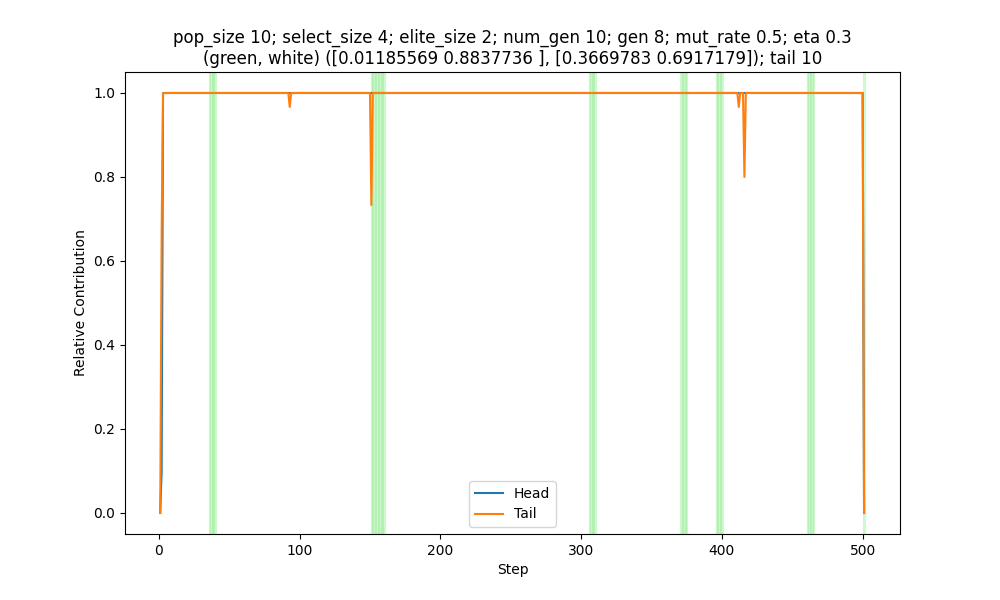 pop_size 10; select_size 4; elite_size 2; num_gen 10; gen 8; mut_rate 0.5; eta 0.3
(green, white) ([0.01185569 0.8837736 ], [0.3669783 0.6917179]); tail 10
1.0
0.8
0.6
0.4
0.2
0.0
Relative Contribution
Head
Tail
0 100 200 300 400 500
Step